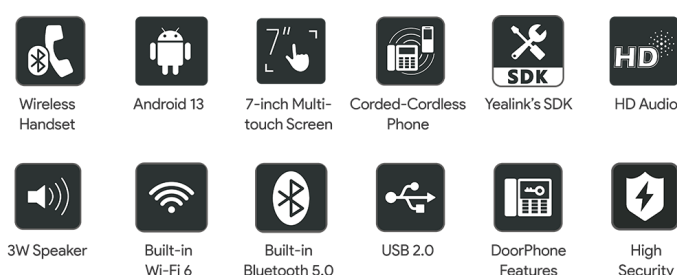 7"
SDK
HD
Wireless
Handset
Android 13
7-inch Multi-
touch Screen
Corded-Cordless
Phone
Yealink's SDK
HD Audio
3W Speaker
Built-in
Wi-Fi 6
Built-in
Bluetooth 5.0
USB 2.0
DoorPhone
Features
High
Security